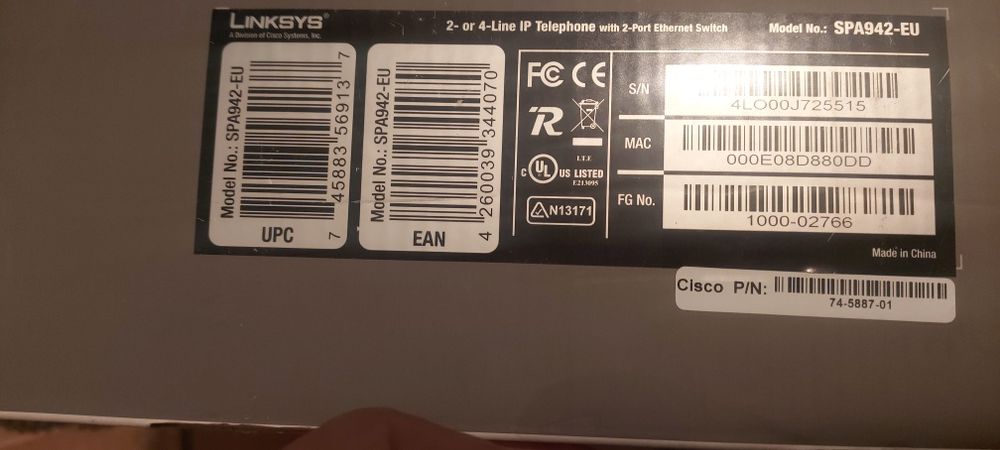 LINKSYS
A Division of Cisco Systems, Inc.
2- or 4-Line IP Telephone with 2-Port Ethernet Switch
Model No.: SPA942-EU
Model No.: SPA942-EU
7 45883 56913 7
UPC
Model No.: SPA942-EU
4 260039 344070
EAN
FC CE
R
I.T.E
C UL US LISTED
E213095
N13171
S/N
4LO00J725515
MAC
000E08D880DD
FG No.
1000-02766
Made in China
Cisco P/N:
74-5887-01